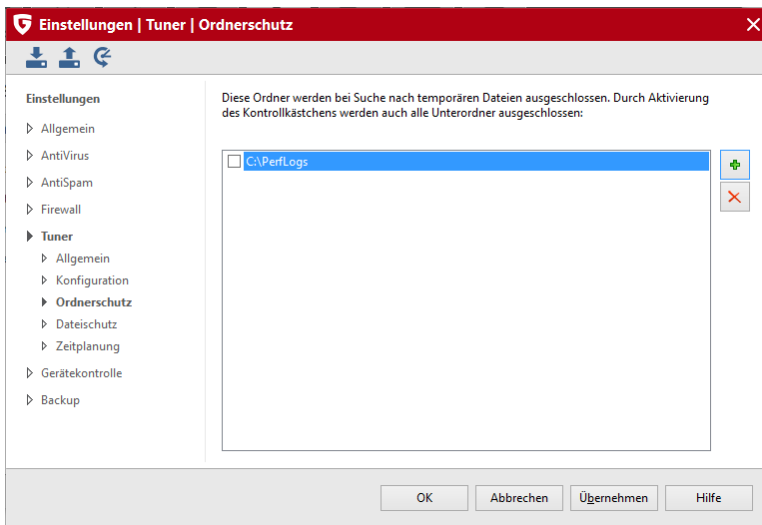 Einstellungen | Tuner | Ordnerschutz
Einstellungen
Allgemein
AntiVirus
AntiSpam
Firewall
Tuner
Allgemein
Konfiguration
Ordnerschutz
Dateischutz
Zeitplanung
Gerätekontrolle
Backup
Diese Ordner werden bei Suche nach temporären Dateien ausgeschlossen. Durch Aktivierung
des Kontrollkästchens werden auch alle Unterordner ausgeschlossen:
C:\PerfLogs
OK Abbrechen Übernehmen Hilfe